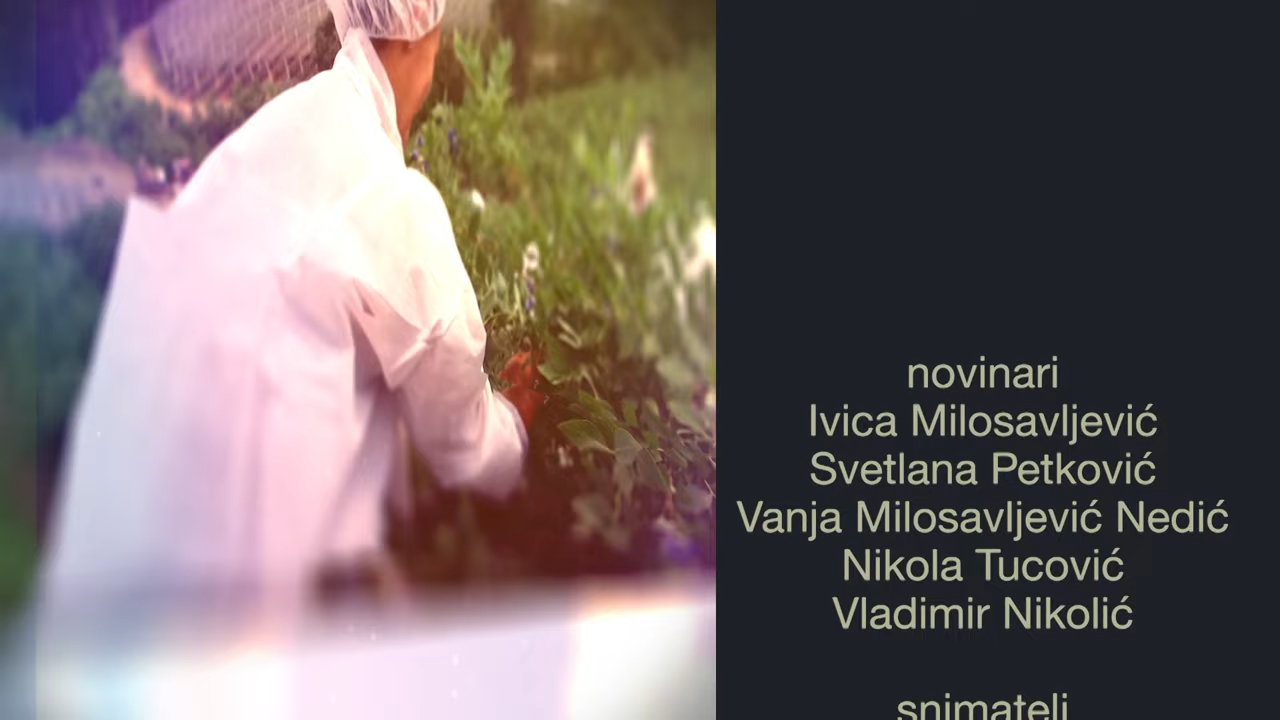 novinari
Ivica Milosavljević
Svetlana Petković
Vanja Milosavljević Nedić
Nikola Tucović
Vladimir Nikolić
snimatelj